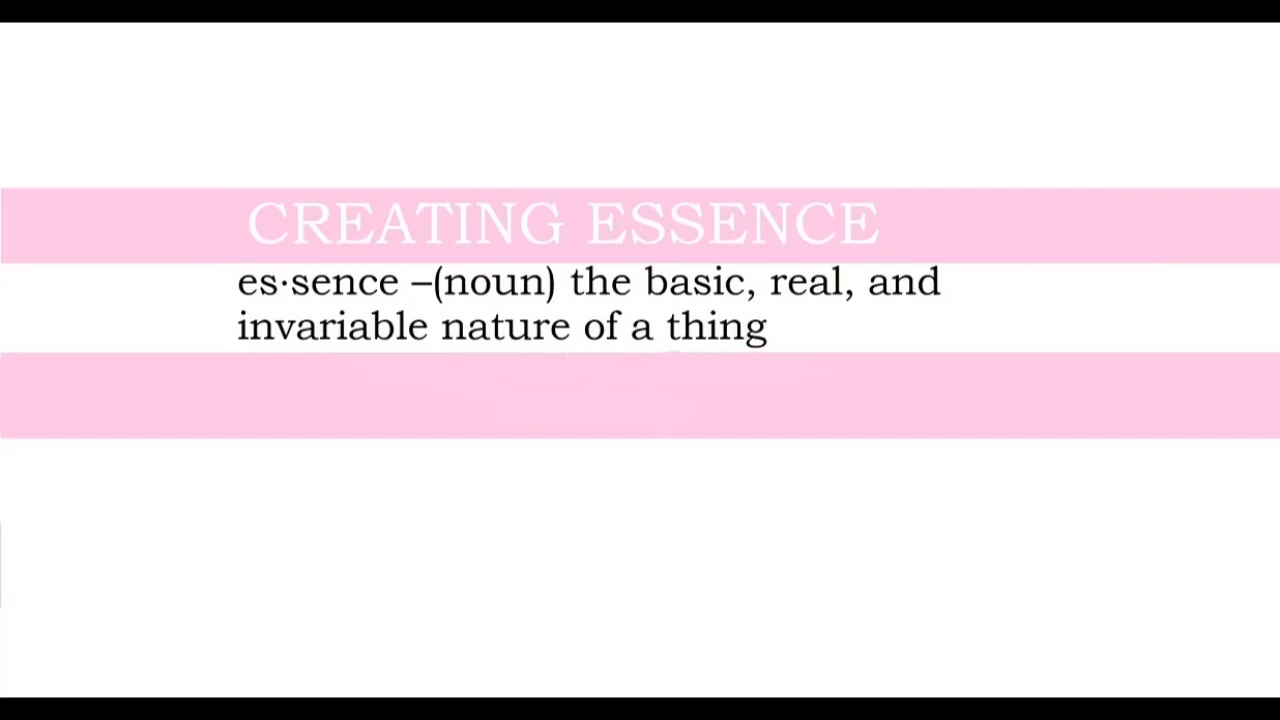 CREATING ESSENCE
es·sence –(noun) the basic, real, and
invariable nature of a thing